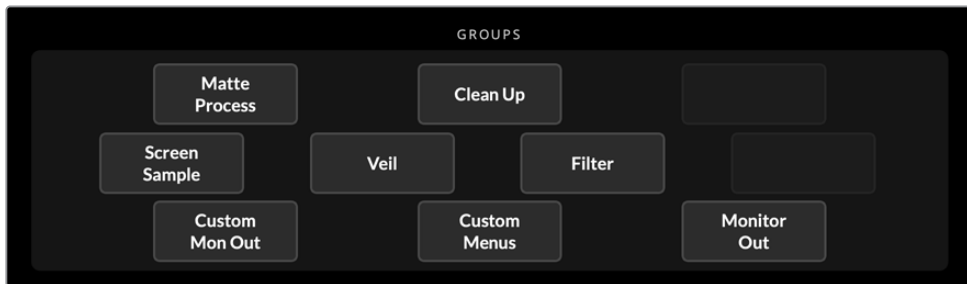 GROUPS
Matte
Process
Clean Up
Screen
Sample
Veil
Filter
Custom
Mon Out
Custom
Menus
Monitor
Out